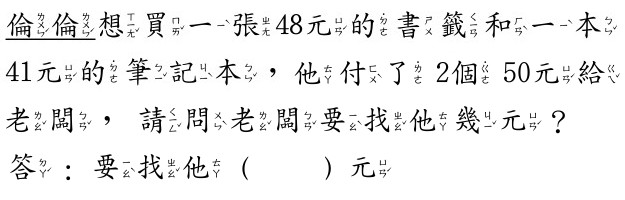 倫倫想買一張48元的書籤和一本
41元的筆記本，他付了2個50元給
老闆，請問老闆要找他幾元？
答：要找他（　　）元